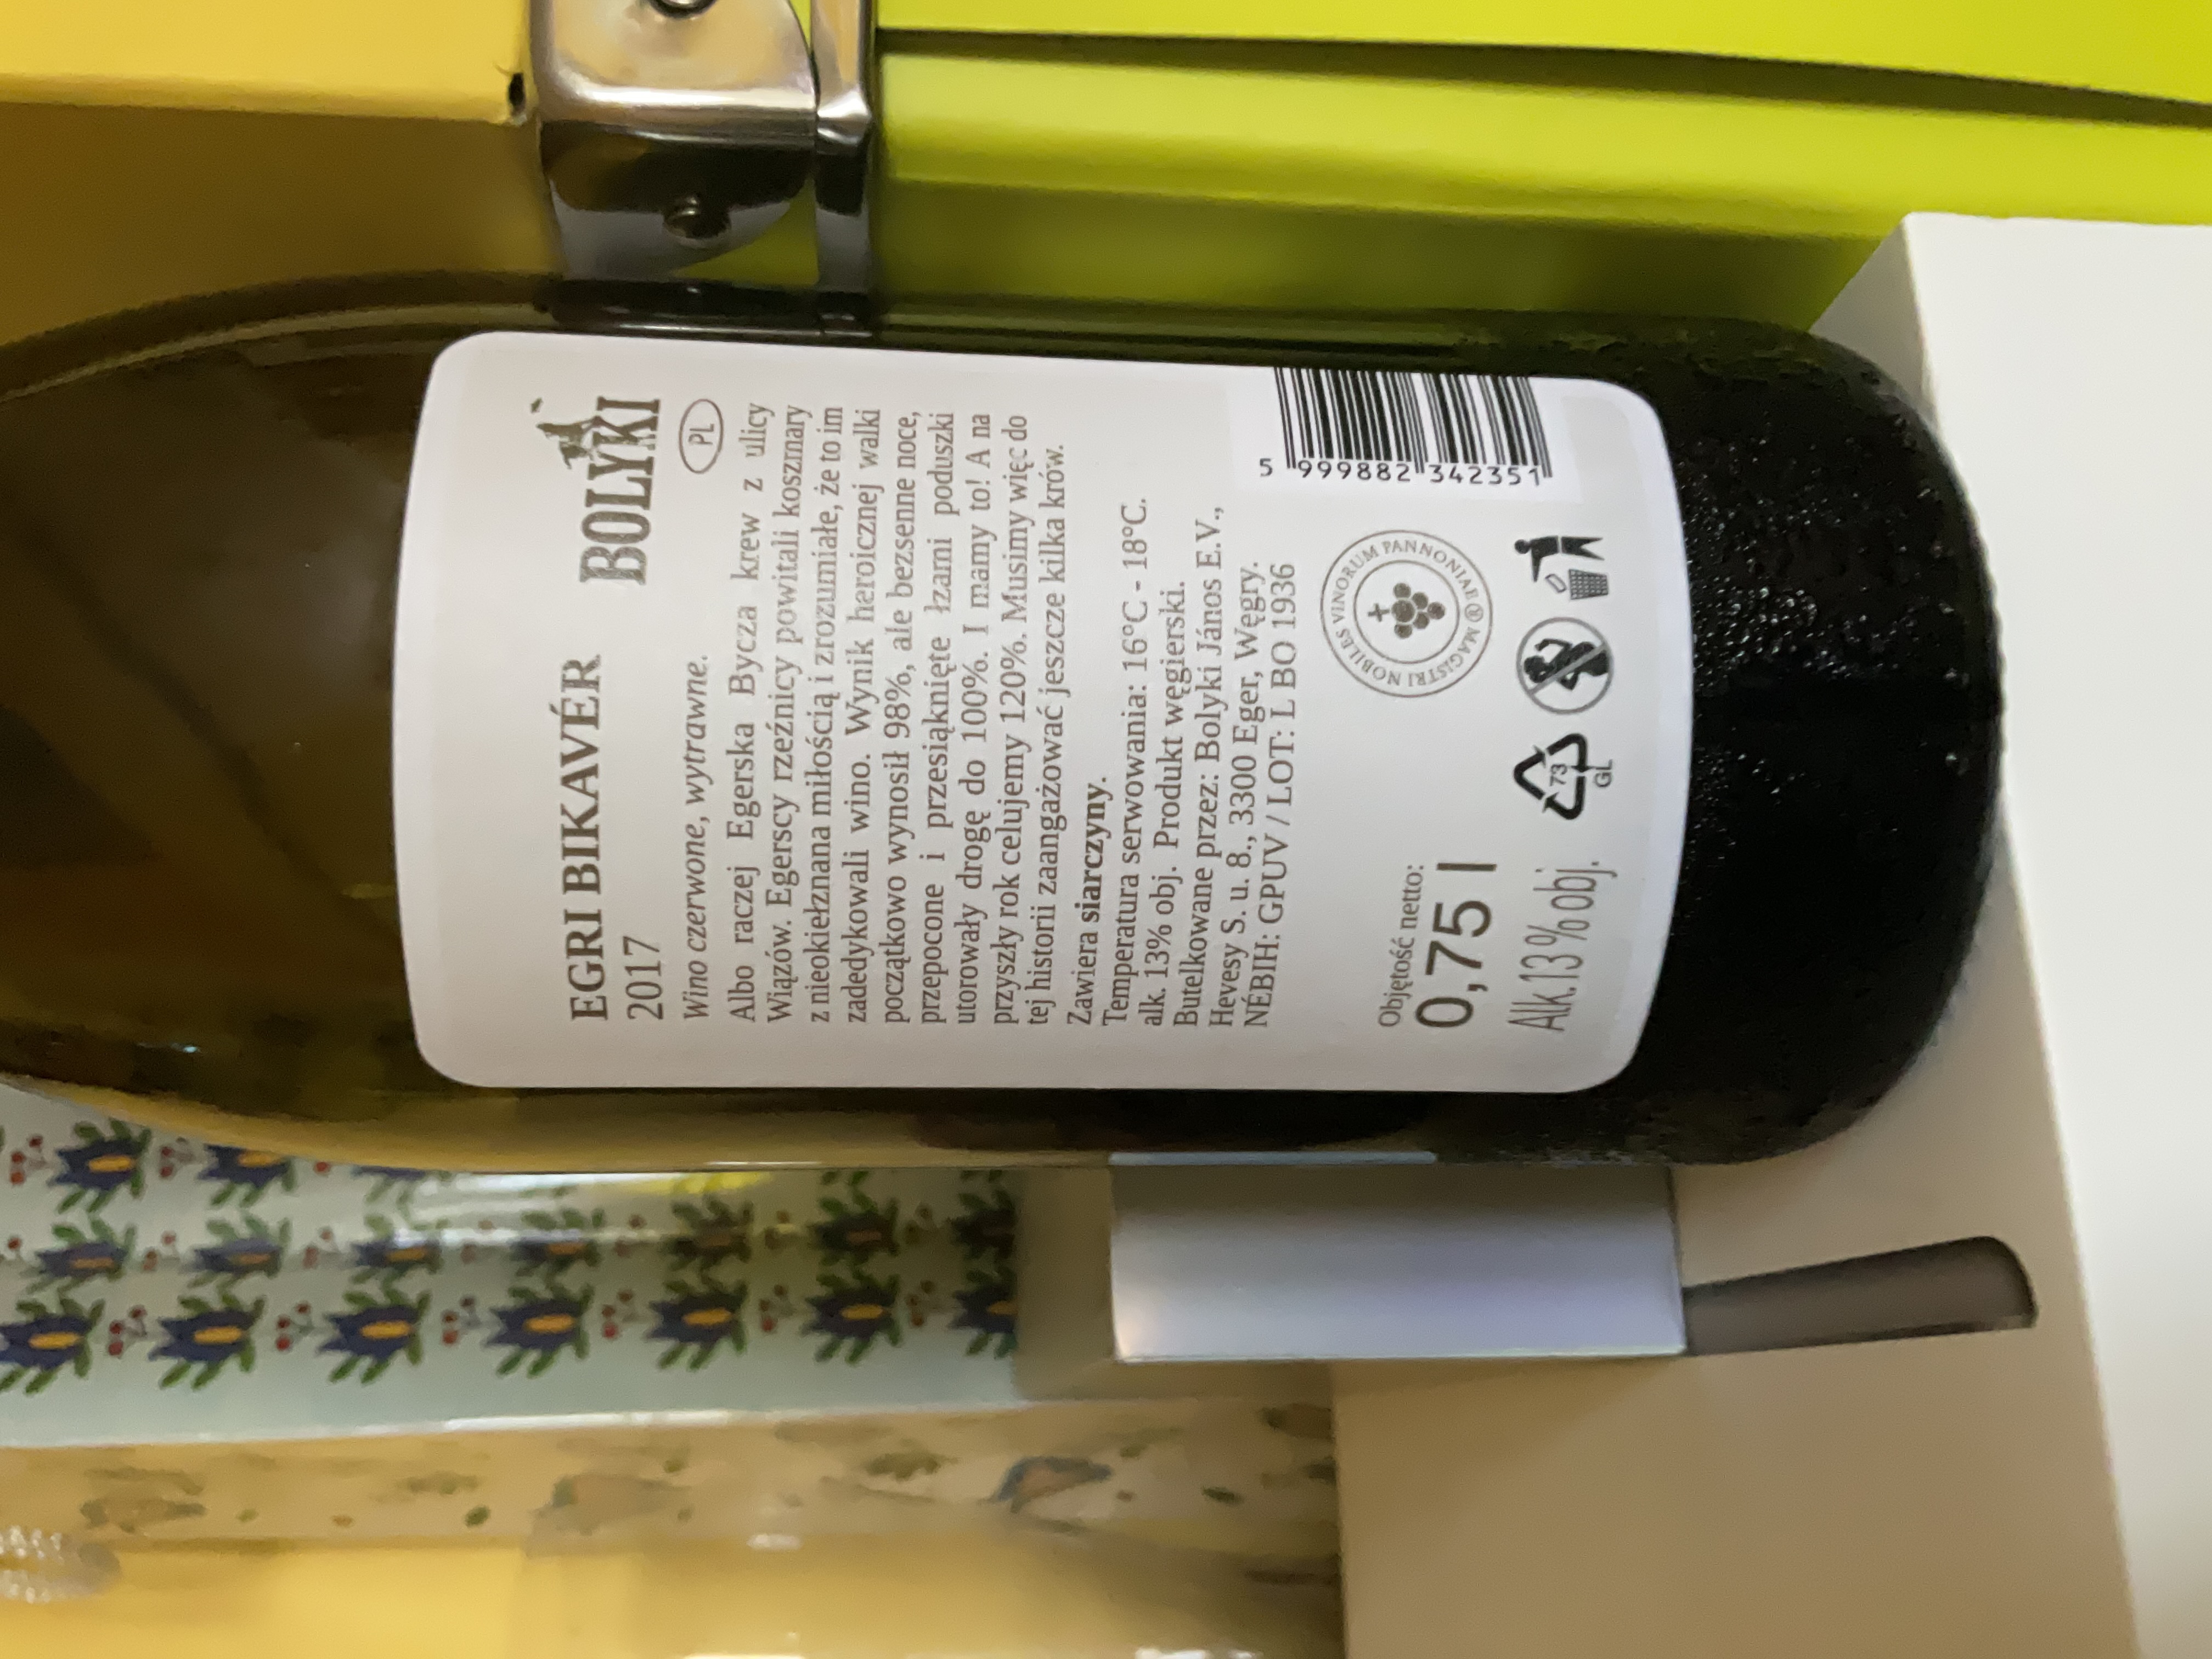 EGRI BIKAVÉR
2017
BOLYKI
PL
Wino czerwone, wytrawne.
Albo raczej Egerska Bycza krew z ulicy
Wiązów. Egerscy rzeźnicy powitali koszmary
z nieokiełznana miłością i zrozumiałe, że to im
zadedykowali wino. Wynik heroicznej walki
początkowo wynosił 98%, ale bezsenne noce,
przepocone i przesiąknięte łzami poduszki
utorowały drogę do 100%. I mamy to! A na
przyszły rok celujemy 120%. Musimy więc do
tej historii zaangażować jeszcze kilka krów.
Zawiera siarczyny.
Temperatura serwowania: 16°C - 18°C.
alk. 13% obj. Produkt węgierski.
Butelkowane przez: Bolyki János E.V.,
Hevesy S. u. 8., 3300 Eger, Węgry.
NÉBIH: GPUV / LOT: L BO 1936
5 999882 342351
VINORUM PANNONIAE ® MAGISTRI NOBILES
Objętość netto:
0,75 l
Alk.13%obj.
73
GL